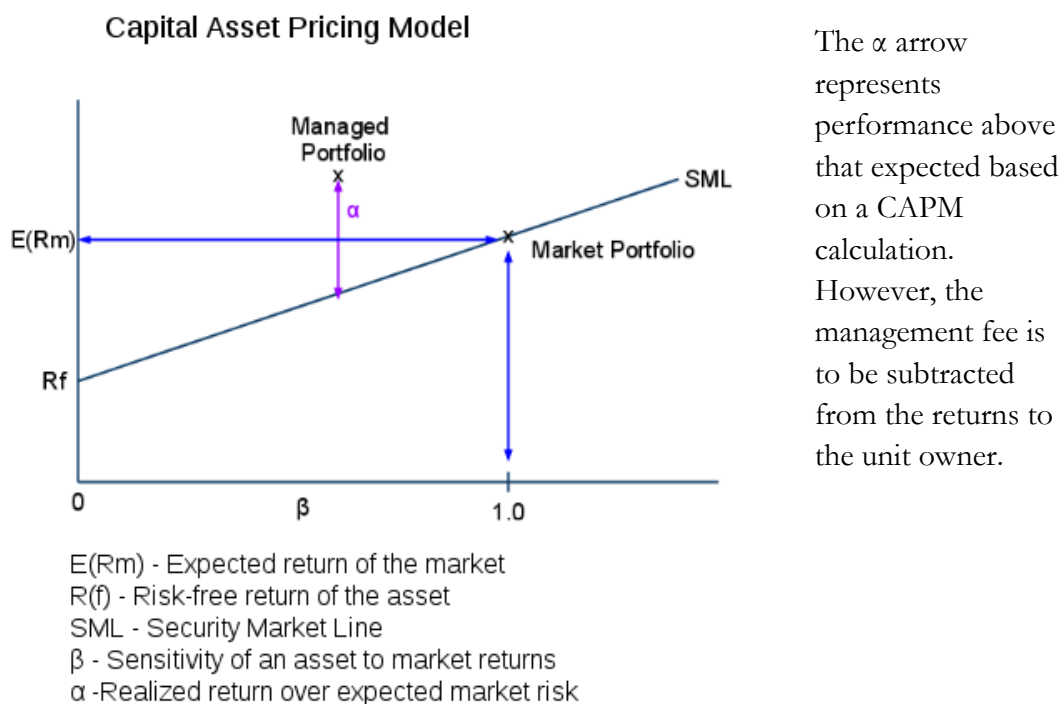 Capital Asset Pricing Model
Managed
Portfolio
x
α
SML
E(Rm)
x
Market Portfolio
Rf
0
β
1.0
E(Rm) - Expected return of the market
R(f) - Risk-free return of the asset
SML - Security Market Line
β - Sensitivity of an asset to market returns
α -Realized return over expected market risk
The α arrow
represents
performance above
that expected based
on a CAPM
calculation.
However, the
management fee is
to be subtracted
from the returns to
the unit owner.